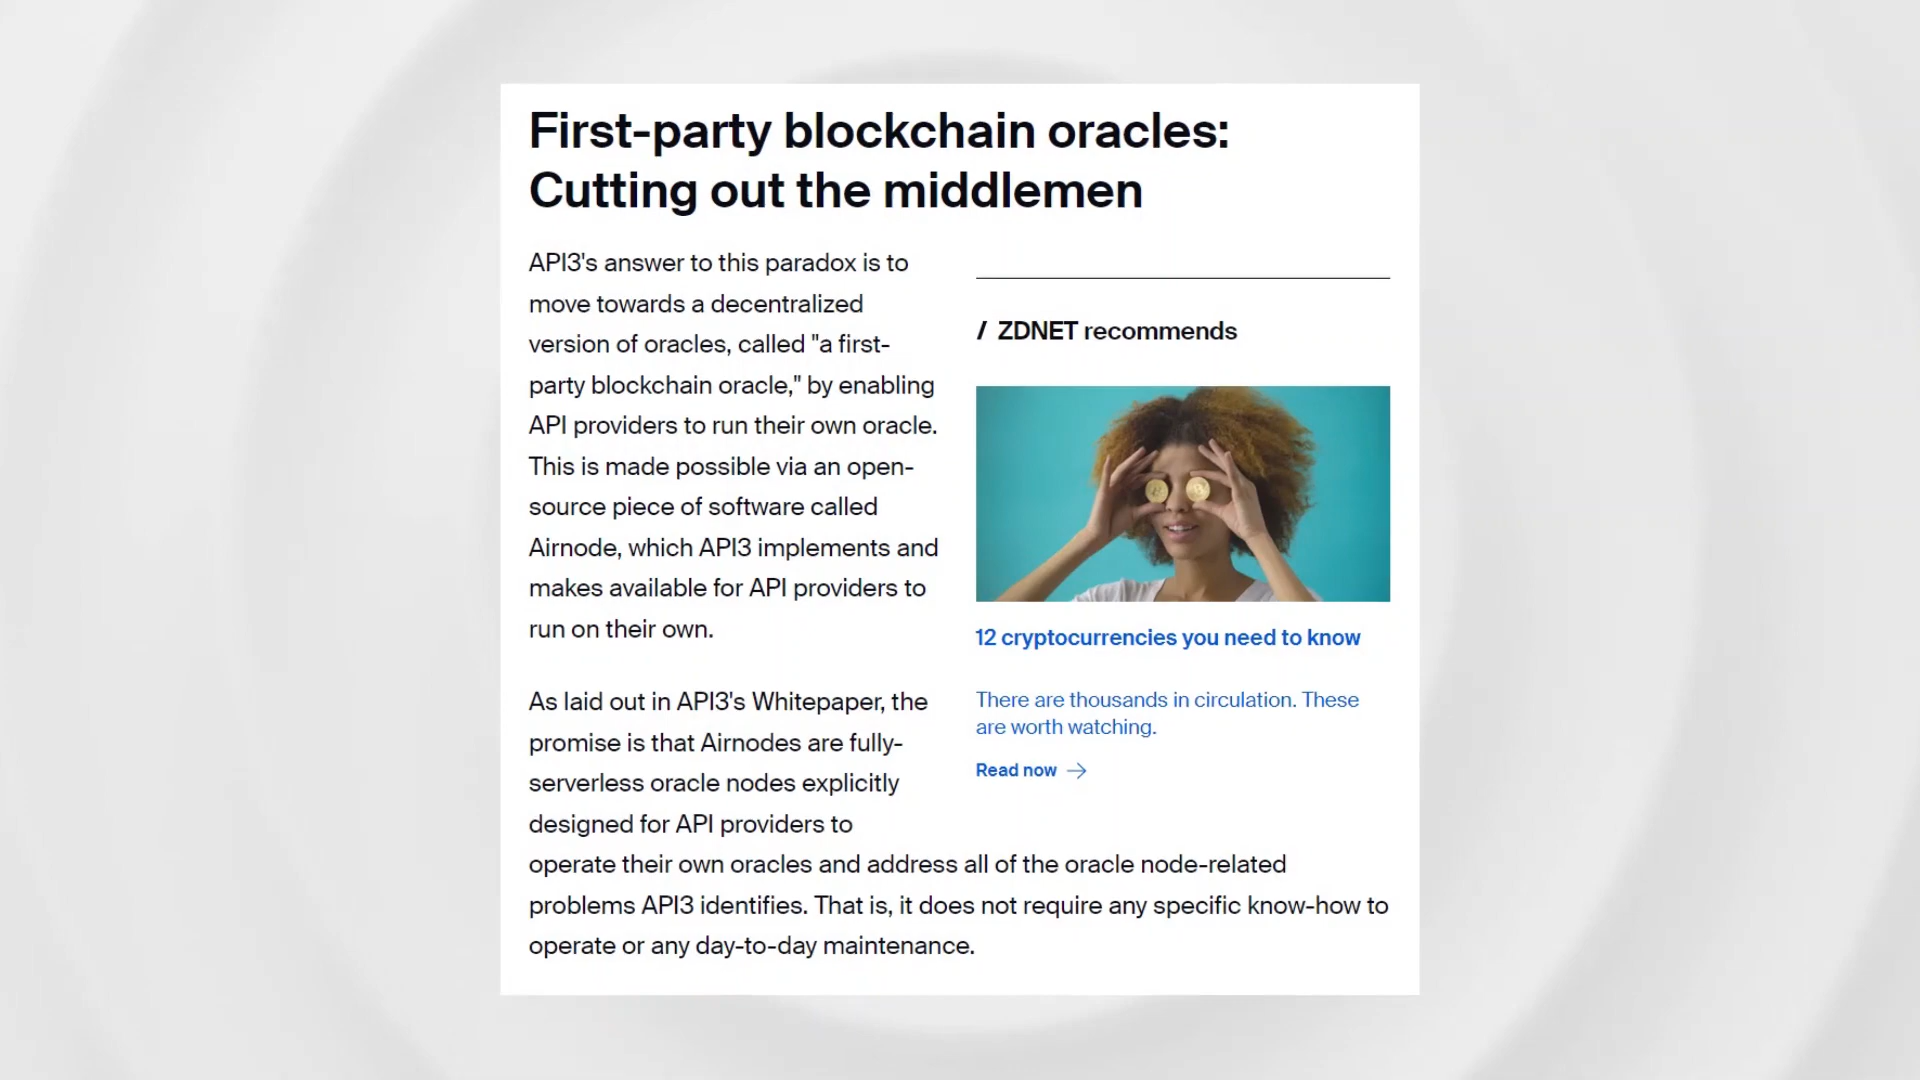 First-party blockchain oracles:
Cutting out the middlemen
API3's answer to this paradox is to
move towards a decentralized
version of oracles, called "a first-
party blockchain oracle," by enabling
API providers to run their own oracle.
This is made possible via an open-
source piece of software called
Airnode, which API3 implements and
makes available for API providers to
run on their own.
As laid out in API3's Whitepaper, the
promise is that Airnodes are fully-
serverless oracle nodes explicitly
designed for API providers to
operate their own oracles and address all of the oracle node-related
problems API3 identifies. That is, it does not require any specific know-how to
operate or any day-to-day maintenance.
/ ZDNET recommends
12 cryptocurrencies you need to know
There are thousands in circulation. These
are worth watching.
Read now →